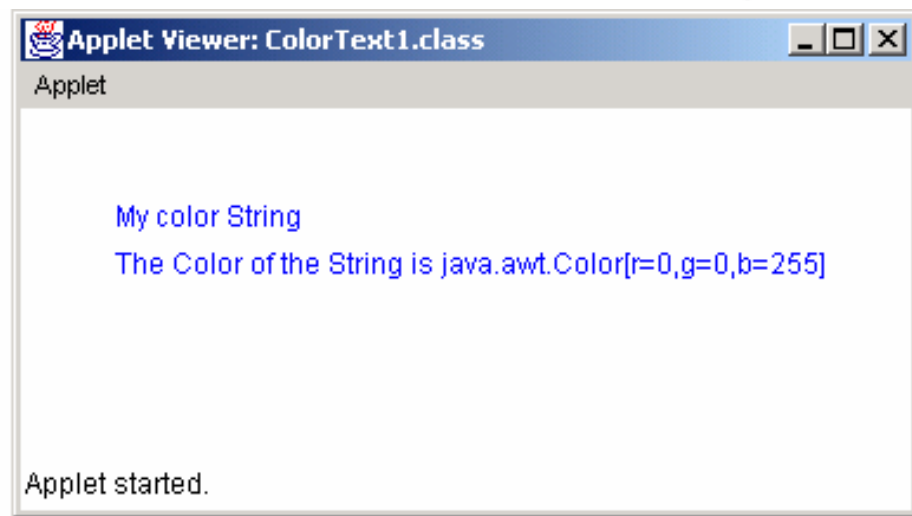 Applet Viewer: ColorText1.class
Applet
My color String
The Color of the String is java.awt.Color[r=0,g=0,b=255]
Applet started.